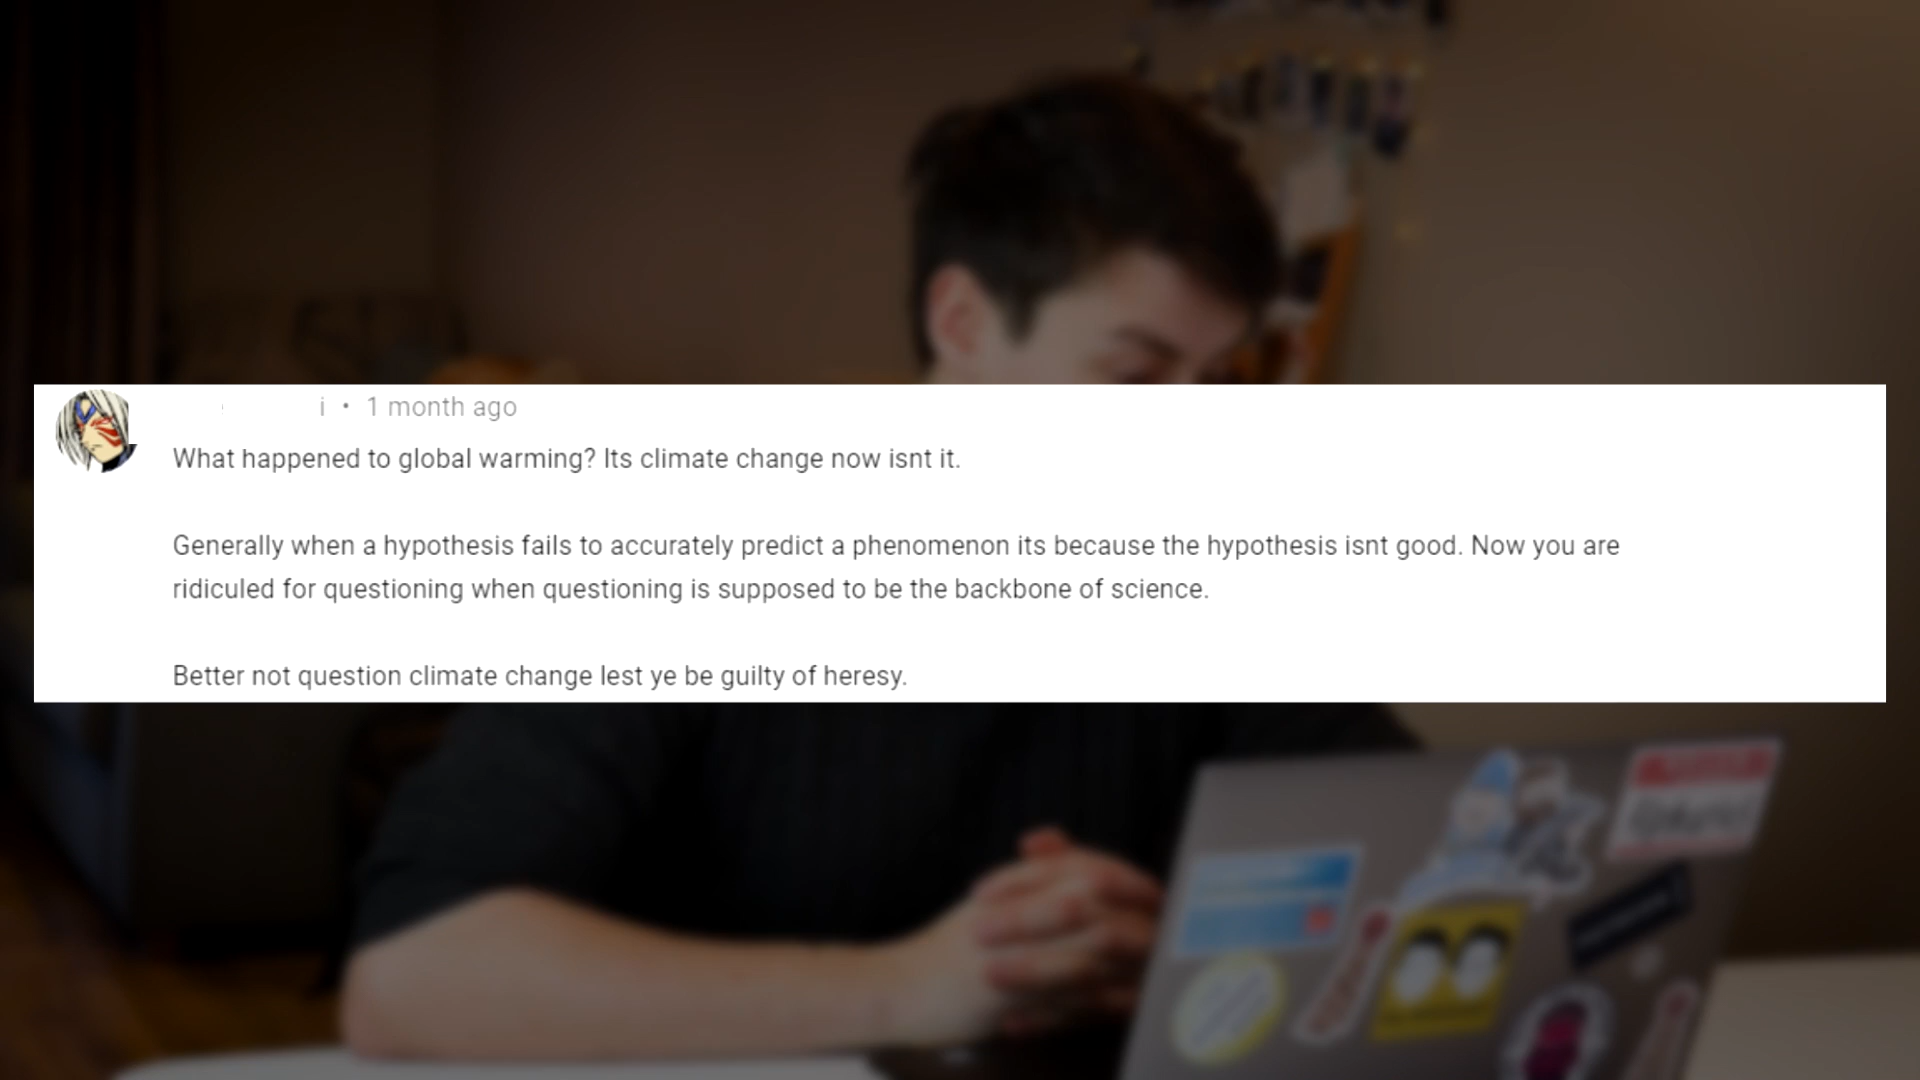 i • 1 month ago
What happened to global warming? Its climate change now isnt it.
Generally when a hypothesis fails to accurately predict a phenomenon its because the hypothesis isnt good. Now you are
ridiculed for questioning when questioning is supposed to be the backbone of science.
Better not question climate change lest ye be guilty of heresy.